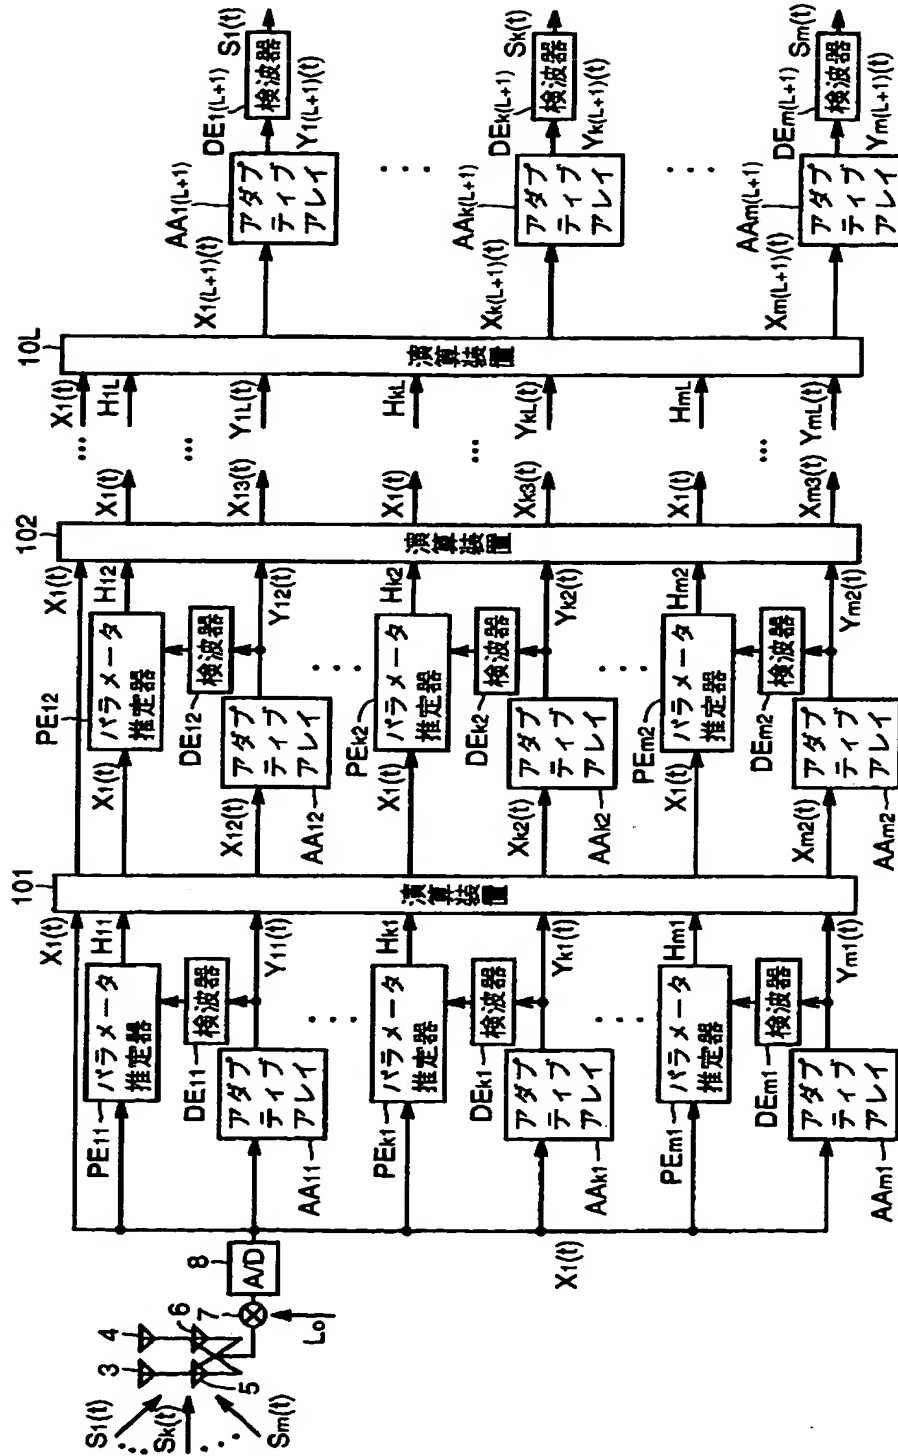 S1(t)
Sk(t)
Sm(t)
3
4
5
6
7
8
A/D
Lo
X1(t)
X1(t)
PE11
パラメータ
推定器
H11
DE11
検波器
アダプ
ティブ
アレイ
AA11
Y11(t)
PEk1
パラメータ
推定器
Hk1
DEk1
検波器
アダプ
ティブ
アレイ
AAk1
Yk1(t)
PEm1
パラメータ
推定器
Hm1
DEm1
検波器
アダプ
ティブ
アレイ
AAm1
Ym1(t)
101
演算装置
X1(t)
X1(t)
PE12
パラメータ
推定器
H12
DE12
検波器
X12(t)
アダプ
ティブ
アレイ
AA12
Y12(t)
X1(t)
PEk2
パラメータ
推定器
Hk2
DEk2
検波器
Xk2(t)
アダプ
ティブ
アレイ
AAk2
Yk2(t)
X1(t)
PEm2
パラメータ
推定器
Hm2
DEm2
検波器
Xm2(t)
アダプ
ティブ
アレイ
AAm2
Ym2(t)
102
演算装置
X1(t)
X13(t)
X1(t)
Xk3(t)
X1(t)
Xm3(t)
X1(t)
H1L
Y1L(t)
HkL
YkL(t)
HmL
YmL(t)
10L
演算装置
X1(L+1)(t)
AA1(L+1)
アダプ
ティブ
アレイ
DE1(L+1)
検波器
Y1(L+1)(t)
S1(t)
Xk(L+1)(t)
AAk(L+1)
アダプ
ティブ
アレイ
DEk(L+1)
検波器
Yk(L+1)(t)
Sk(t)
Xm(L+1)(t)
AAm(L+1)
アダプ
ティブ
アレイ
DEm(L+1)
検波器
Ym(L+1)(t)
Sm(t)